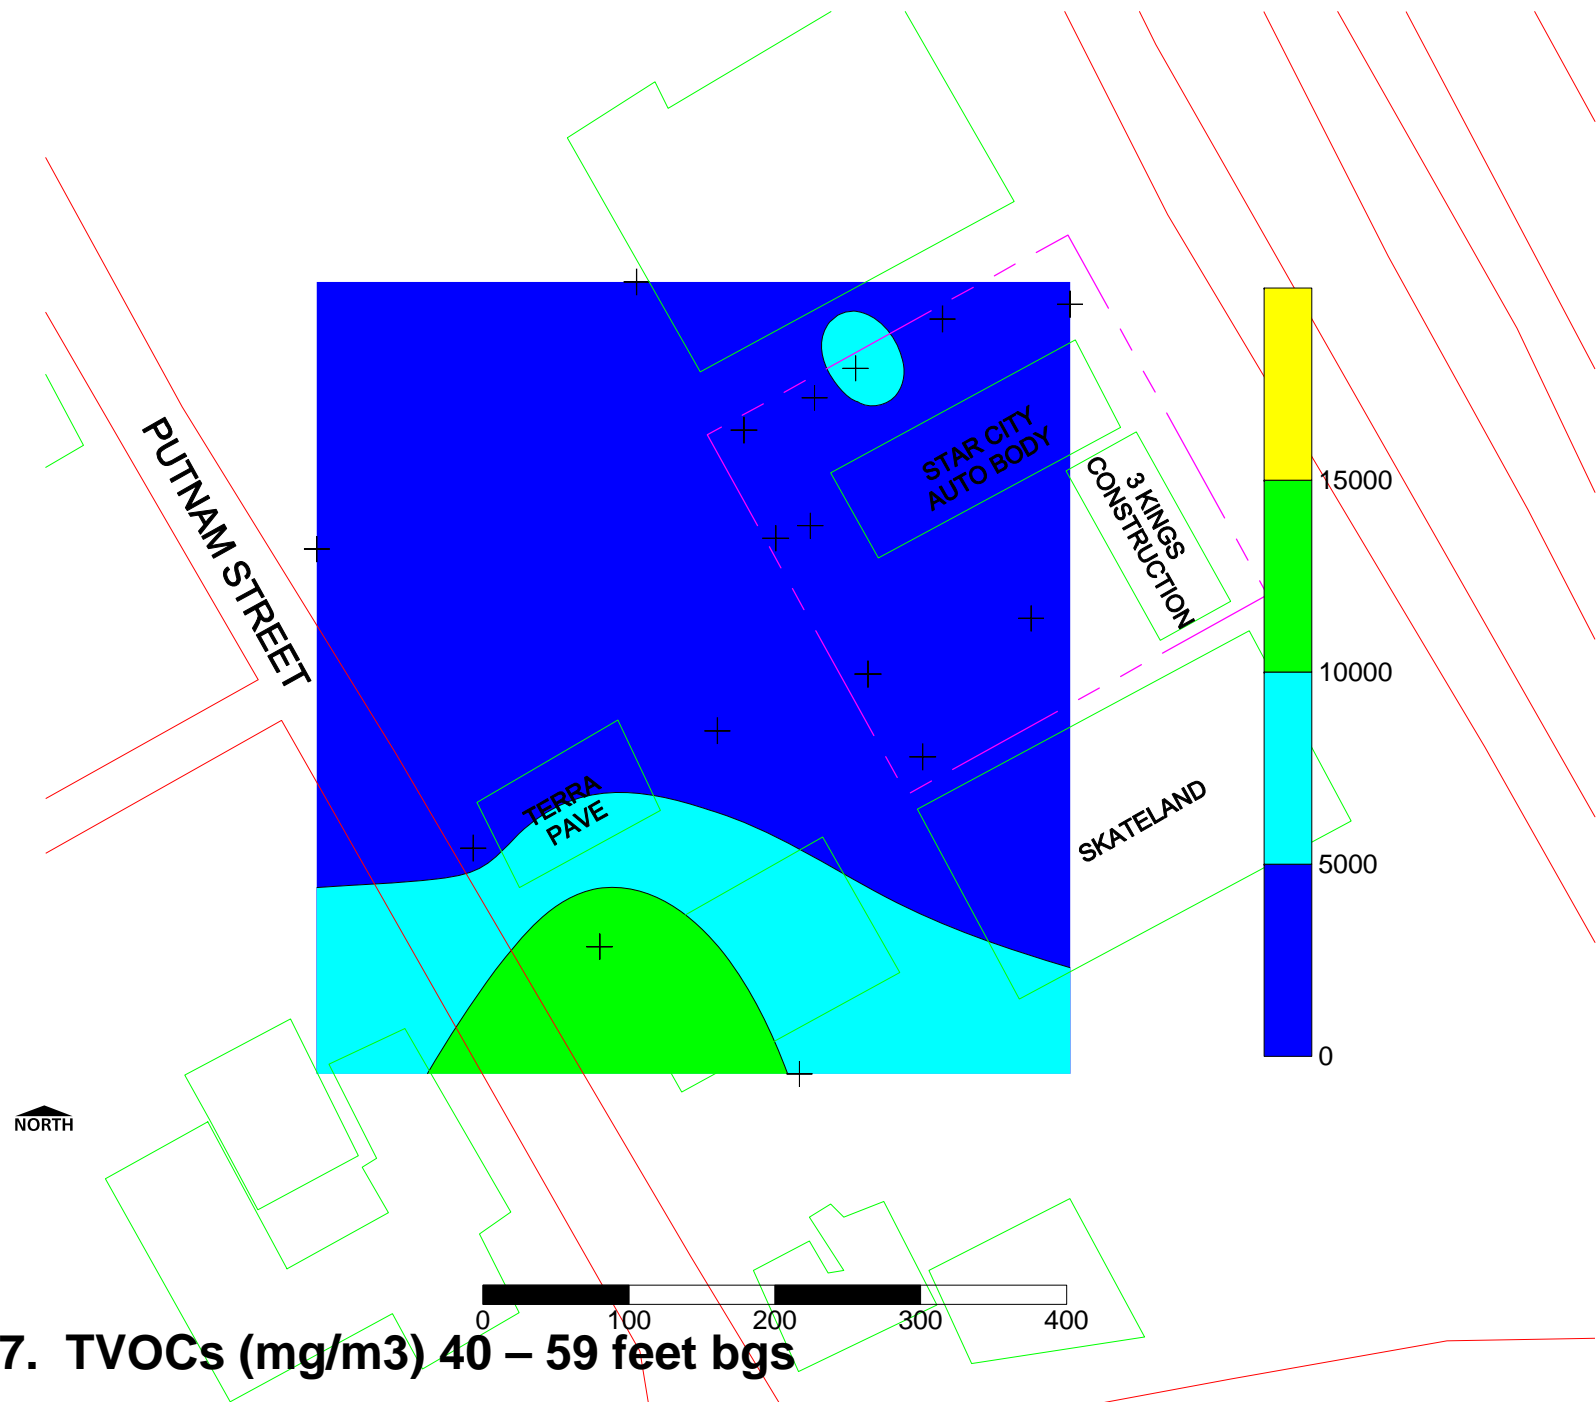 PUTNAM STREET
STAR CITY
AUTO BODY
3 KINGS
CONSTRUCTION
15000
10000
5000
0
TERRA
PAVE
SKATELAND
NORTH
0 100 200 300 400
7. TVOCs (mg/m3) 40 – 59 feet bgs